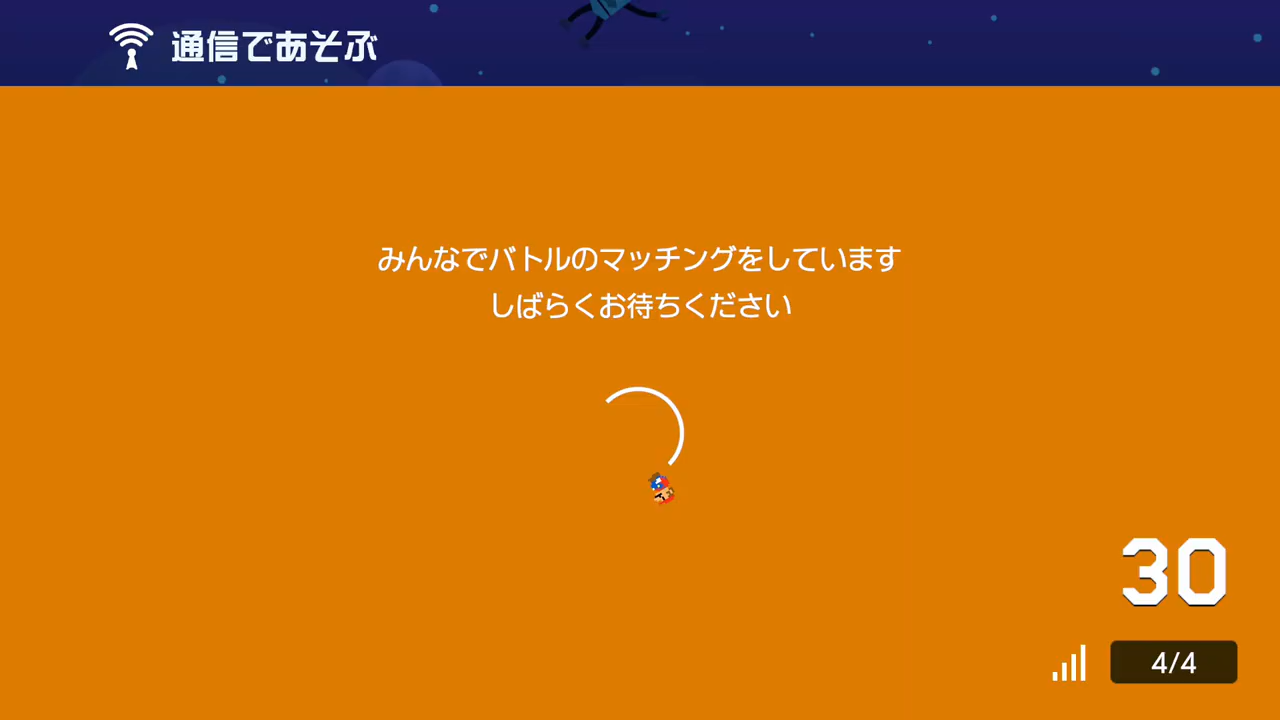 通信であそぶ
みんなでバトルのマッチングをしています
しばらくお待ちください
30
4/4